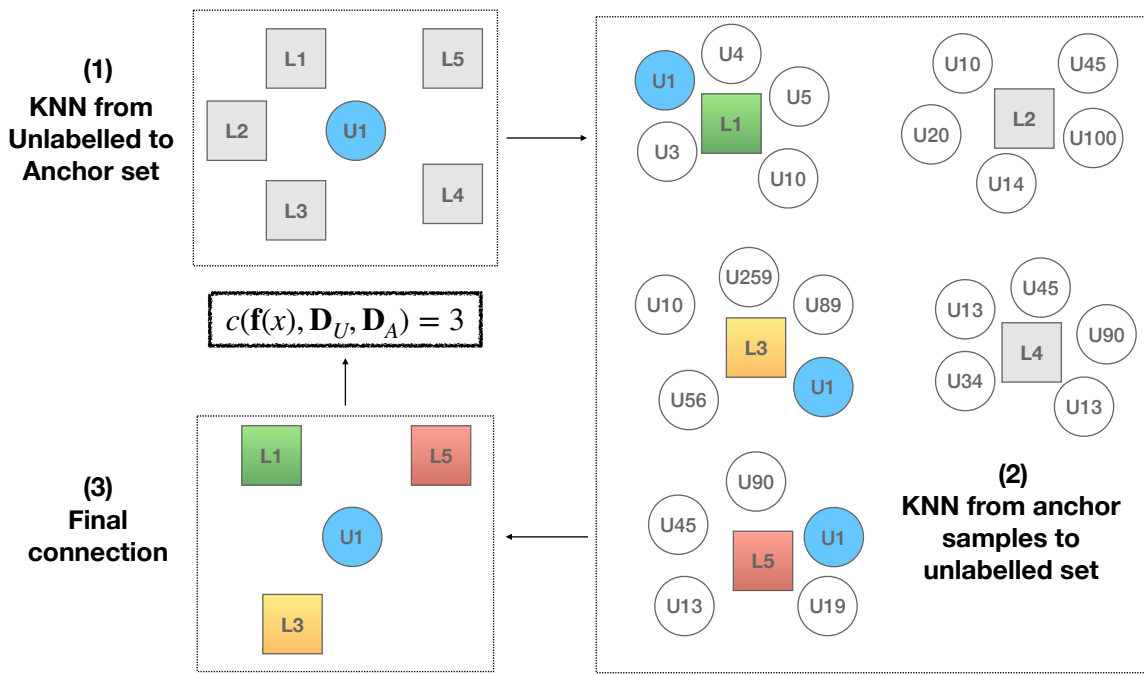 (1)
KNN from
Unlabelled to
Anchor set
L1
L5
L2
U1
L3
L4
U4
U1
U5
L1
U3
U10
U10
U45
L2
U20
U100
U14
U259
U10
U89
L3
U1
U56
U45
U13
U90
L4
U34
U13
U90
U45
U1
L5
U13
U19
(2)
KNN from anchor
samples to
unlabelled set
c(f(x), D_U, D_A) = 3
(3)
Final
connection
L1
L5
U1
L3